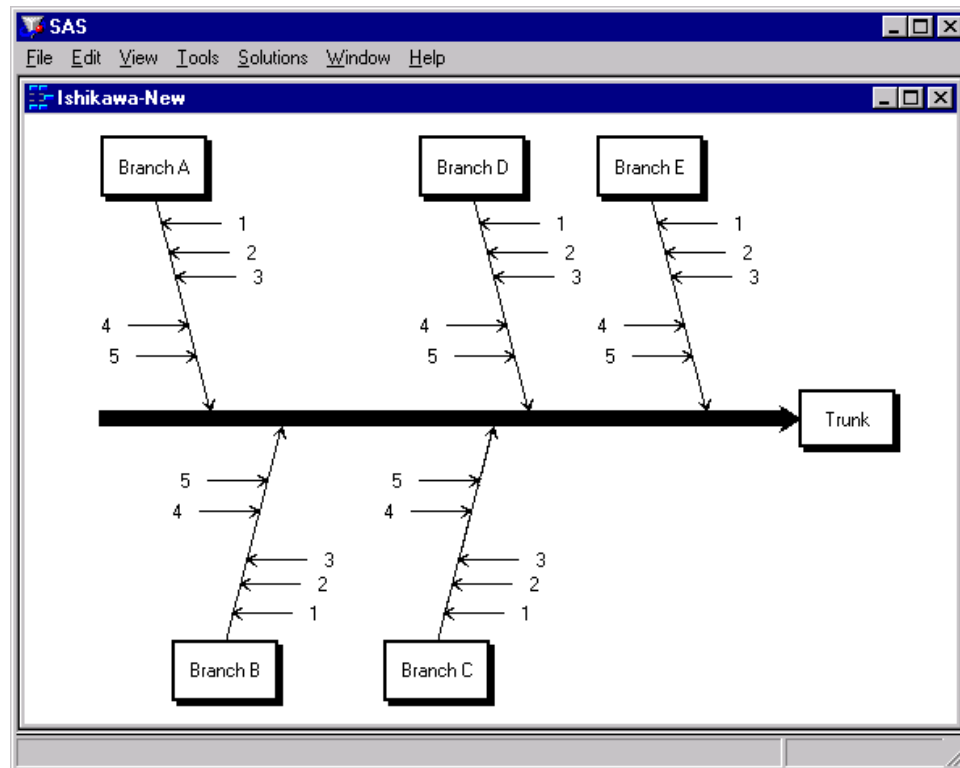 SAS
File Edit View Tools Solutions Window Help
Ishikawa-New
Branch A Branch D Branch E
1 1 1
2 2 2
3 3 3
4 4 4
5 5 5
Trunk
5 5
4 4
3 3
2 2
1 1
Branch B Branch C